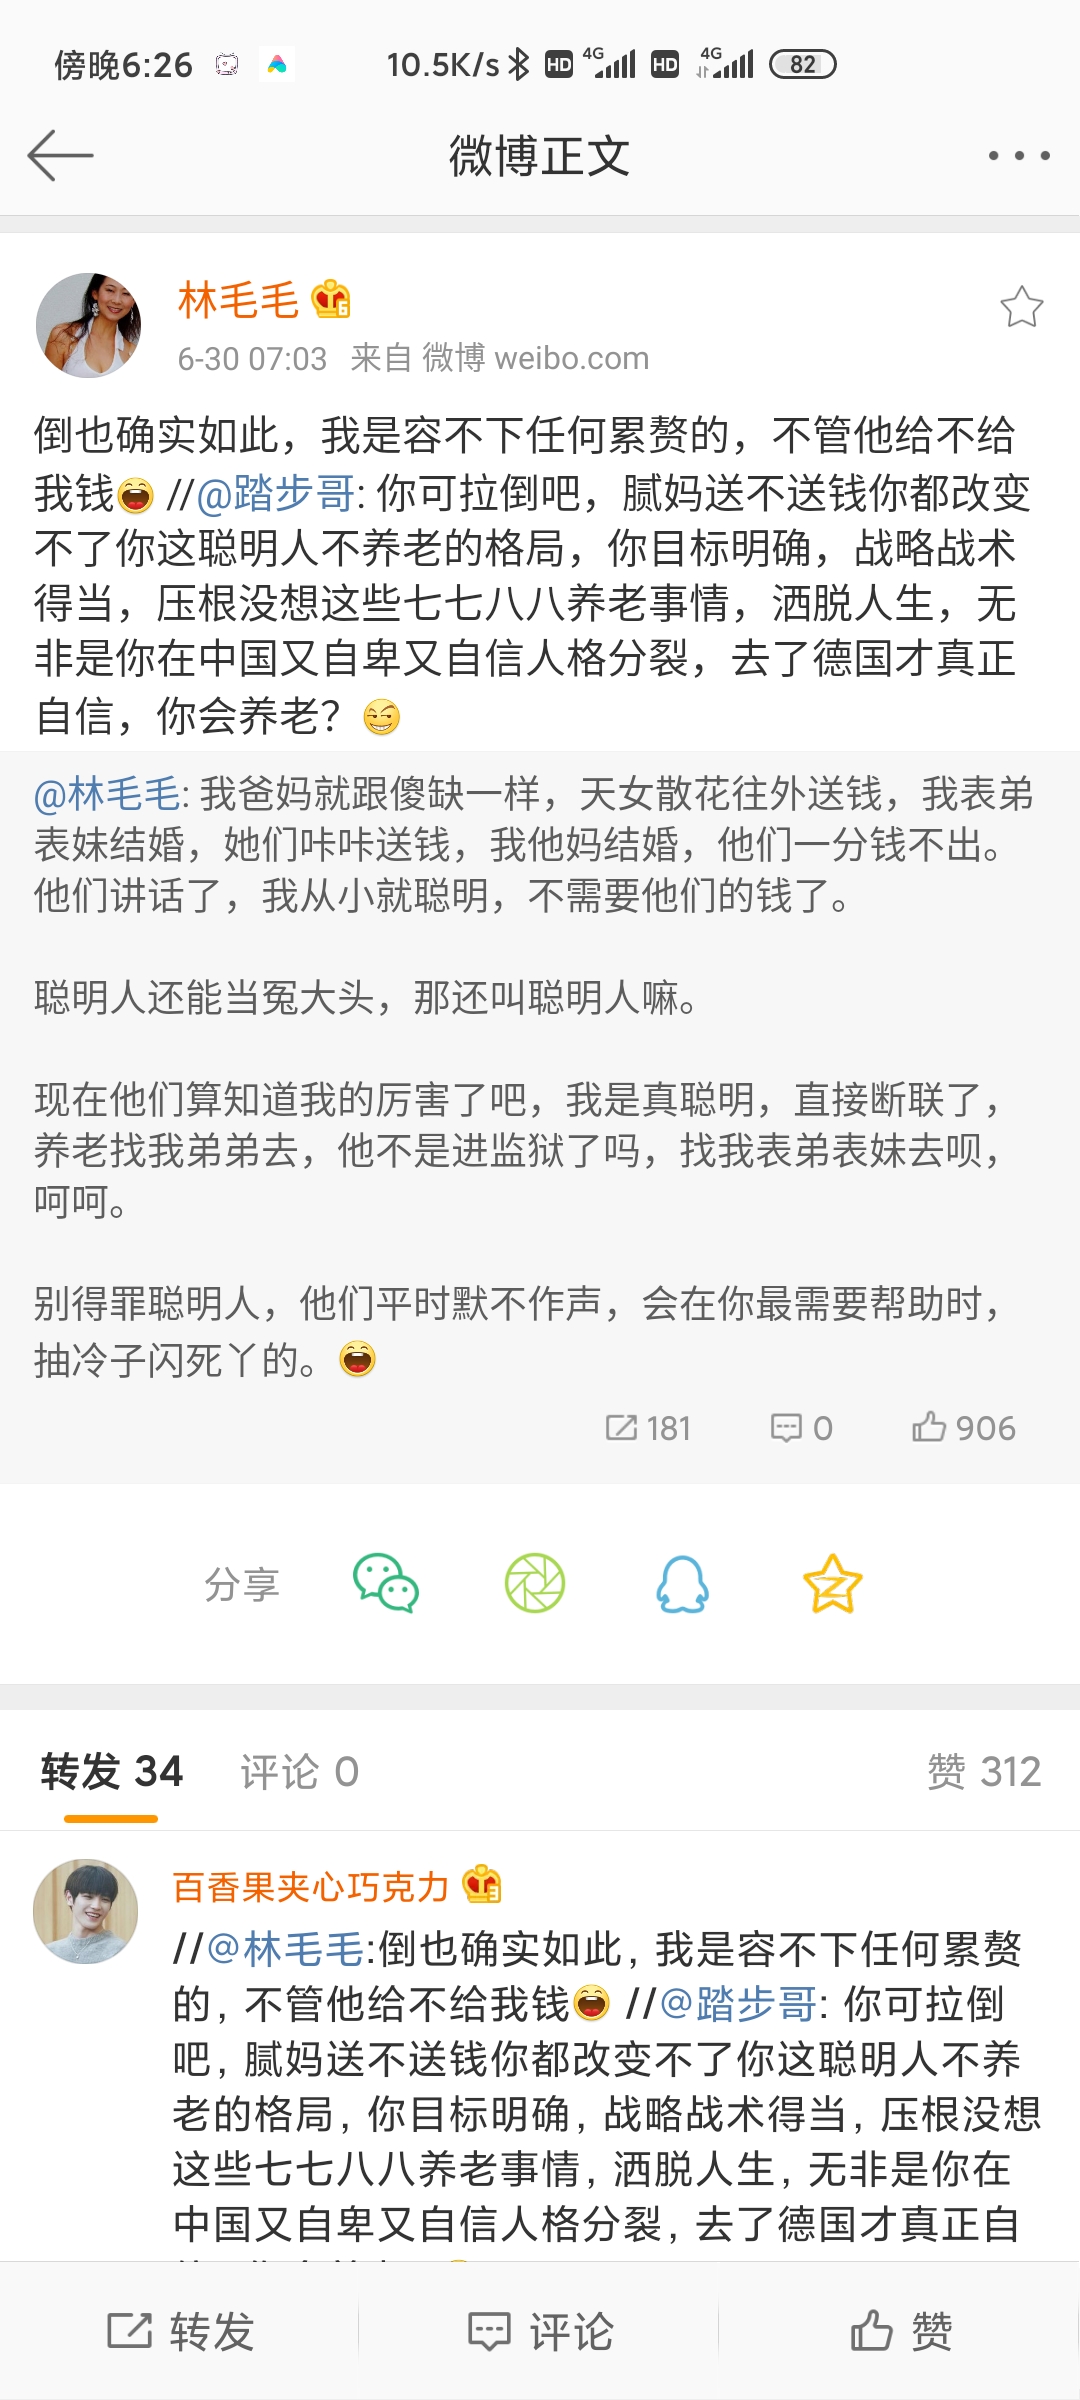 傍晚6:26 10.5K/s HD 4G HD 4G 82
微博正文
林毛毛
6-30 07:03 来自 微博 weibo.com
倒也确实如此，我是容不下任何累赘的，不管他给不给
我钱😄 //@踏步哥: 你可拉倒吧，腻妈送不送钱你都改变
不了你这聪明人不养老的格局，你目标明确，战略战术
得当，压根没想这些七七八八养老事情，洒脱人生，无
非是你在中国又自卑又自信人格分裂，去了德国才真正
自信，你会养老？😏
@林毛毛: 我爸妈就跟傻缺一样，天女散花往外送钱，我表弟
表妹结婚，她们咔咔送钱，我他妈结婚，他们一分钱不出。
他们讲话了，我从小就聪明，不需要他们的钱了。
聪明人还能当冤大头，那还叫聪明人嘛。
现在他们算知道我的厉害了吧，我是真聪明，直接断联了，
养老找我弟弟去，他不是进监狱了吗，找我表弟表妹去呗，
呵呵。
别得罪聪明人，他们平时默不作声，会在你最需要帮助时，
抽冷子闪死丫的。😄
181 0 906
分享
转发 34 评论 0 赞 312
百香果夹心巧克力
//@林毛毛:倒也确实如此，我是容不下任何累赘
的，不管他给不给我钱😄 //@踏步哥: 你可拉倒
吧，腻妈送不送钱你都改变不了你这聪明人不养
老的格局，你目标明确，战略战术得当，压根没想
这些七七八八养老事情，洒脱人生，无非是你在
中国又自卑又自信人格分裂，去了德国才真正自
转发 评论 赞